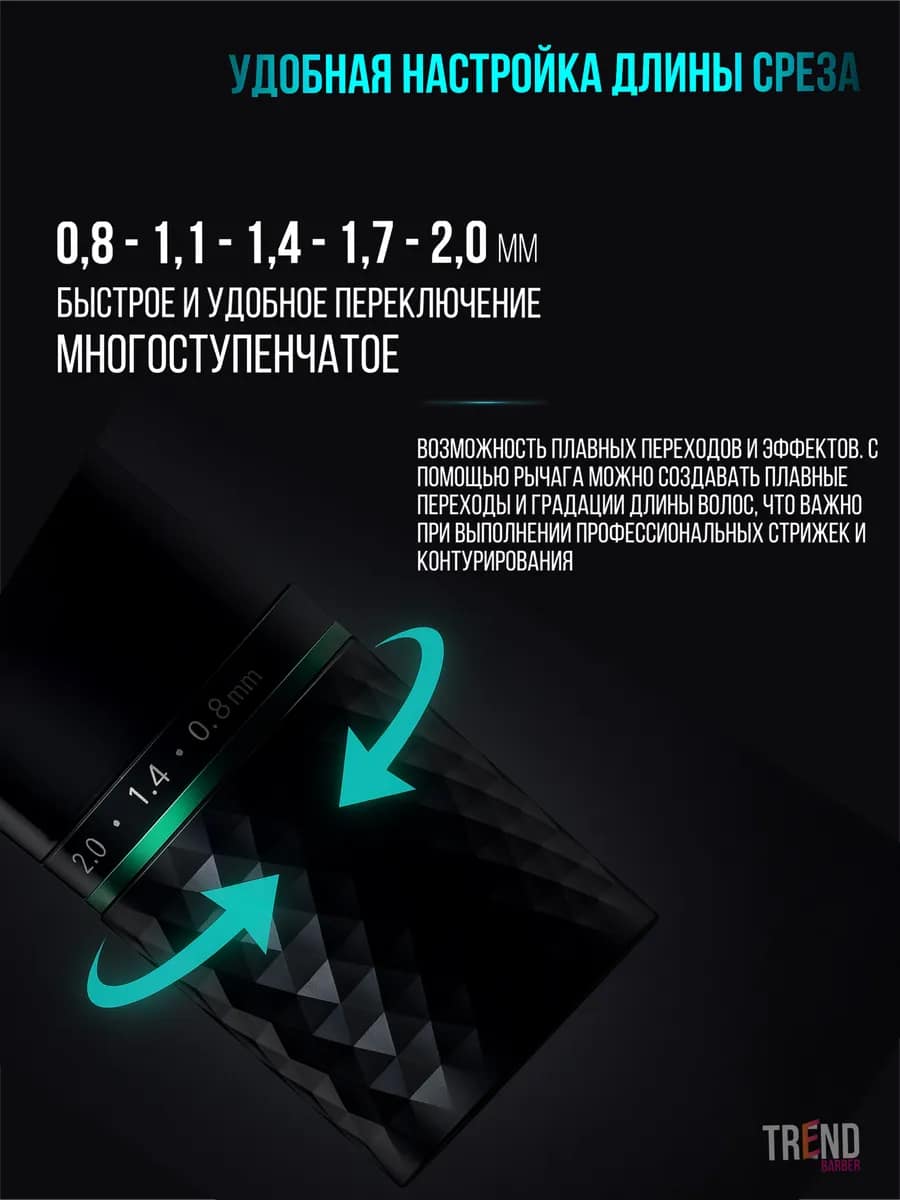 УДОБНАЯ НАСТРОЙКА ДЛИНЫ СРЕЗА
0,8 - 1,1 - 1,4 - 1,7 - 2,0 ММ
БЫСТРОЕ И УДОБНОЕ ПЕРЕКЛЮЧЕНИЕ
МНОГОСТУПЕНЧАТОЕ
ВОЗМОЖНОСТЬ ПЛАВНЫХ ПЕРЕХОДОВ И ЭФФЕКТОВ. С
ПОМОЩЬЮ РЫЧАГА МОЖНО СОЗДАВАТЬ ПЛАВНЫЕ
ПЕРЕХОДЫ И ГРАДАЦИИ ДЛИНЫ ВОЛОС, ЧТО ВАЖНО
ПРИ ВЫПОЛНЕНИИ ПРОФЕССИОНАЛЬНЫХ СТРИЖЕК И
КОНТУРИРОВАНИЯ
2.0 • 1.4 • 0.8mm
TREND
BARBER